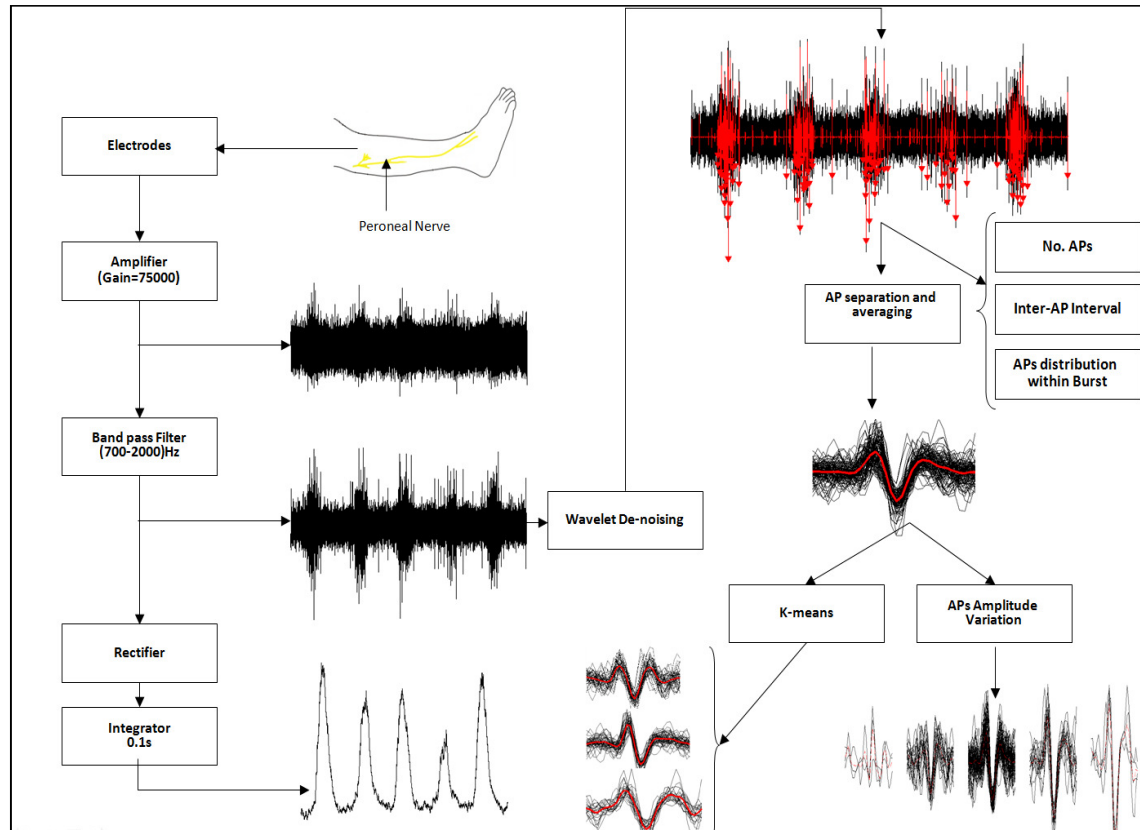 Electrodes
Peroneal Nerve
Amplifier
(Gain=75000)
Band pass Filter
(700-2000)Hz
Wavelet De-noising
Rectifier
Integrator
0.1s
No. APs
AP separation and
averaging
Inter-AP Interval
APs distribution
within Burst
K-means
APs Amplitude
Variation